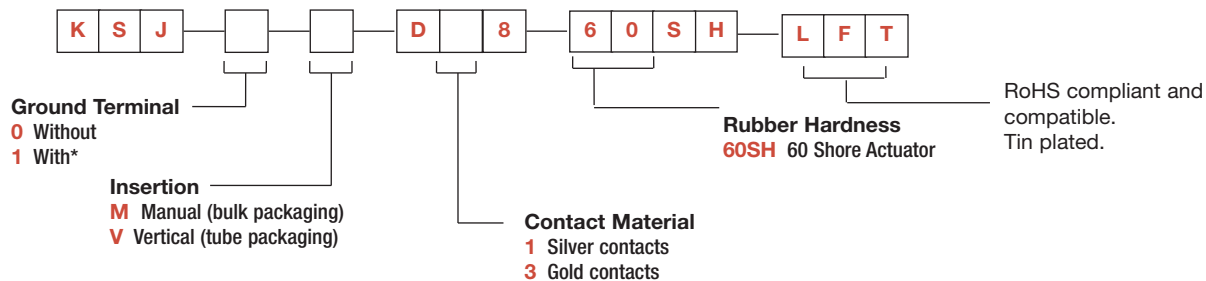 K S J D 8 6 0 S H L F T
Ground Terminal
0 Without
1 With*
Insertion
M Manual (bulk packaging)
V Vertical (tube packaging)
Contact Material
1 Silver contacts
3 Gold contacts
Rubber Hardness
60SH 60 Shore Actuator
RoHS compliant and
compatible.
Tin plated.